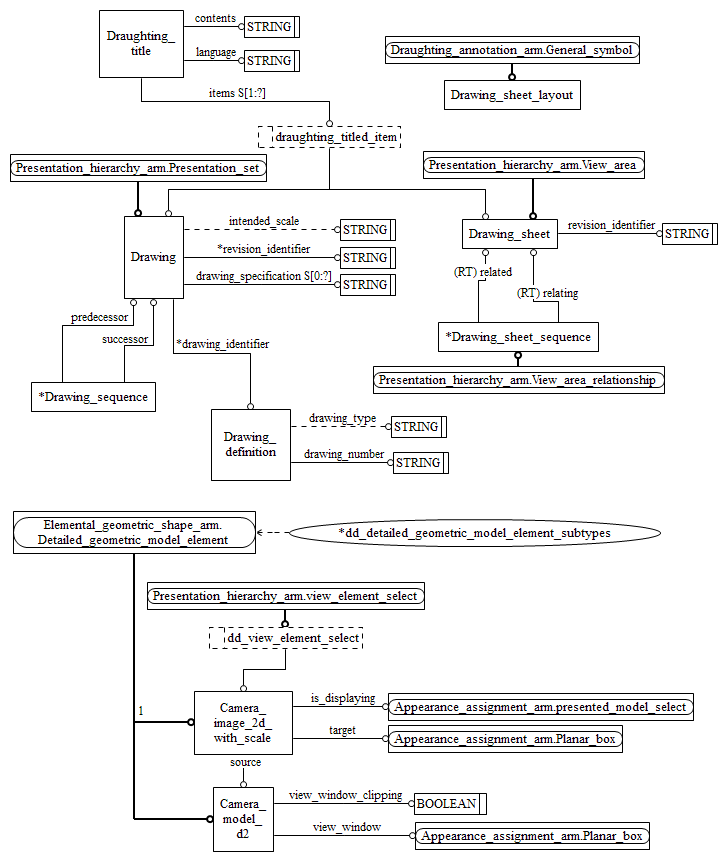 Draughting_
title
contents
STRING
language
STRING
items S[1:?]
Draughting_annotation_arm.General_symbol
Drawing_sheet_layout
draughting_titled_item
Presentation_hierarchy_arm.Presentation_set
Presentation_hierarchy_arm.View_area
Drawing
intended_scale
STRING
*revision_identifier
STRING
drawing_specification S[0:?]
STRING
Drawing_sheet
revision_identifier
STRING
(RT) related
(RT) relating
*Drawing_sheet_sequence
Presentation_hierarchy_arm.View_area_relationship
predecessor
successor
*drawing_identifier
*Drawing_sequence
Drawing_
definition
drawing_type
STRING
drawing_number
STRING
Elemental_geometric_shape_arm.
Detailed_geometric_model_element
*dd_detailed_geometric_model_element_subtypes
Presentation_hierarchy_arm.view_element_select
dd_view_element_select
1
Camera_
image_2d_
with_scale
is_displaying
Appearance_assignment_arm.presented_model_select
target
Appearance_assignment_arm.Planar_box
source
Camera_
model_
d2
view_window_clipping
BOOLEAN
view_window
Appearance_assignment_arm.Planar_box